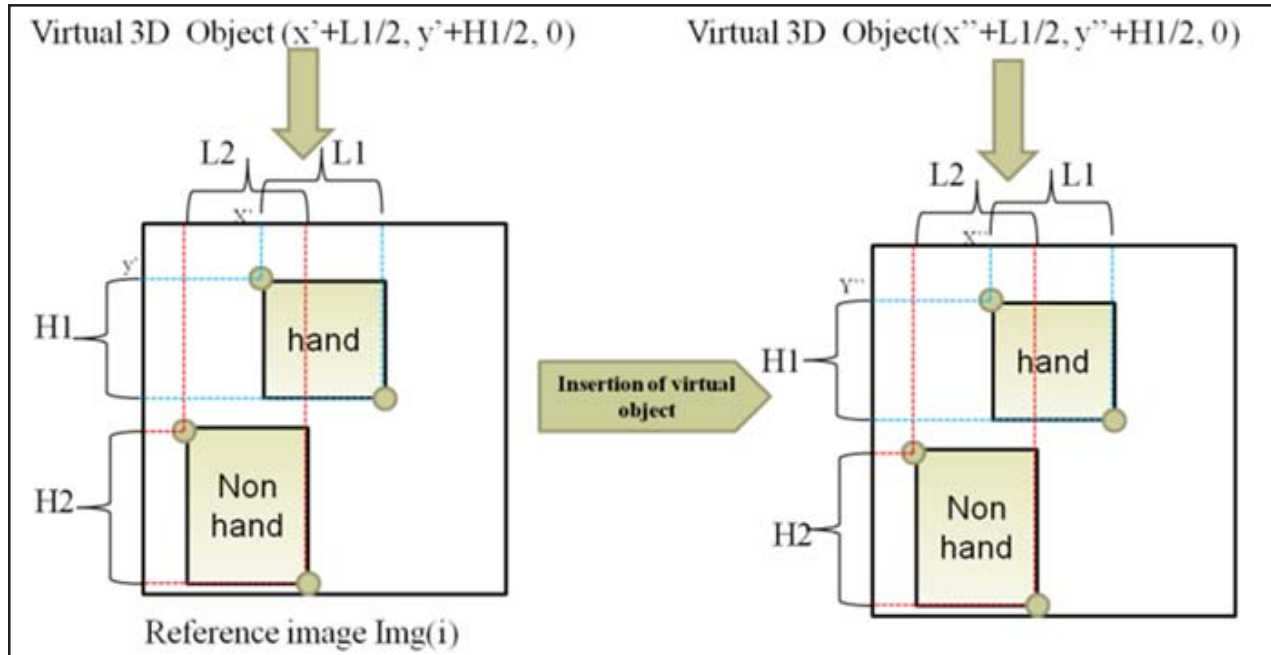 Virtual 3D Object (x’+L1/2, y’+H1/2, 0)
L2
L1
X’
y’
H1
hand
H2
Non
hand
Reference image Img(i)
Insertion of virtual
object
Virtual 3D Object(x’’+L1/2, y’’+H1/2, 0)
L2
L1
X’’
Y’’
H1
hand
H2
Non
hand